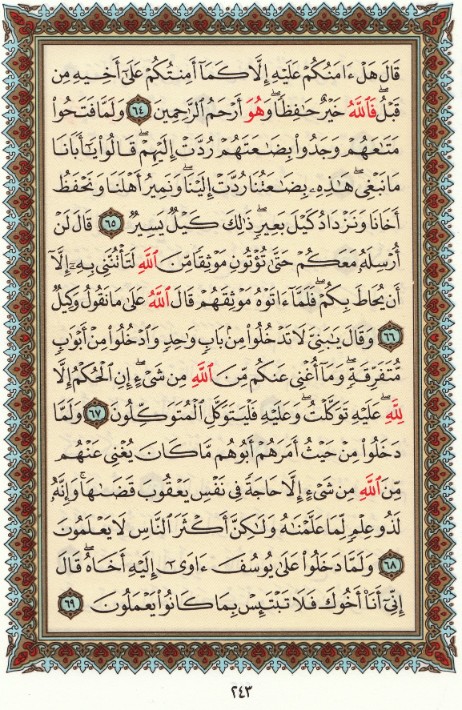 قَالَ هَلْ ءَامَنُكُمْ عَلَيْهِ إِلَّا كَمَآ أَمِنتُكُمْ عَلَىٰٓ أَخِيهِ مِن
قَبْلُ ۖ فَٱللَّهُ خَيْرٌ حَٰفِظًا ۖ وَهُوَ أَرْحَمُ ٱلرَّٰحِمِينَ ٦٤ وَلَمَّا فَتَحُوا۟
مَتَٰعَهُمْ وَجَدُوا۟ بِضَٰعَتَهُمْ رُدَّتْ إِلَيْهِمْ ۖ قَالُوا۟ يَٰٓأَبَانَا
مَا نَبْغِى ۖ هَٰذِهِۦ بِضَٰعَتُنَا رُدَّتْ إِلَيْنَا ۖ وَنَمِيرُ أَهْلَنَا وَنَحْفَظُ
أَخَانَا وَنَزْدَادُ كَيْلَ بَعِيرٍ ۖ ذَٰلِكَ كَيْلٌ يَسِيرٌ ٦٥ قَالَ لَنْ
أُرْسِلَهُۥ مَعَكُمْ حَتَّىٰ تُؤْتُونِ مَوْثِقًا مِّنَ ٱللَّهِ لَتَأْتُنَّنِى بِهِۦٓ إِلَّآ
أَن يُحَاطَ بِكُمْ ۖ فَلَمَّآ ءَاتَوْهُ مَوْثِقَهُمْ قَالَ ٱللَّهُ عَلَىٰ مَا نَقُولُ وَكِيلٌ
٦٦ وَقَالَ يَٰبَنِىَّ لَا تَدْخُلُوا۟ مِنۢ بَابٍ وَٰحِدٍ وَٱدْخُلُوا۟ مِنْ أَبْوَٰبٍ
مُّتَفَرِّقَةٍ ۖ وَمَآ أُغْنِى عَنكُم مِّنَ ٱللَّهِ مِن شَىْءٍ ۖ إِنِ ٱلْحُكْمُ إِلَّا
لِلَّهِ ۖ عَلَيْهِ تَوَكَّلْتُ ۖ وَعَلَيْهِ فَلْيَتَوَكَّلِ ٱلْمُتَوَكِّلُونَ ٦٧ وَلَمَّا
دَخَلُوا۟ مِنْ حَيْثُ أَمَرَهُمْ أَبُوهُم مَّا كَانَ يُغْنِى عَنْهُم
مِّنَ ٱللَّهِ مِن شَىْءٍ إِلَّا حَاجَةً فِى نَفْسِ يَعْقُوبَ قَضَىٰهَا ۚ وَإِنَّهُۥ
لَذُو عِلْمٍ لِّمَا عَلَّمْنَٰهُ وَلَٰكِنَّ أَكْثَرَ ٱلنَّاسِ لَا يَعْلَمُونَ
٦٨ وَلَمَّا دَخَلُوا۟ عَلَىٰ يُوسُفَ ءَاوَىٰٓ إِلَيْهِ أَخَاهُ ۖ قَالَ
إِنِّىٓ أَنَا۠ أَخُوكَ فَلَا تَبْتَئِسْ بِمَا كَانُوا۟ يَعْمَلُونَ ٦٩
٢٤٣